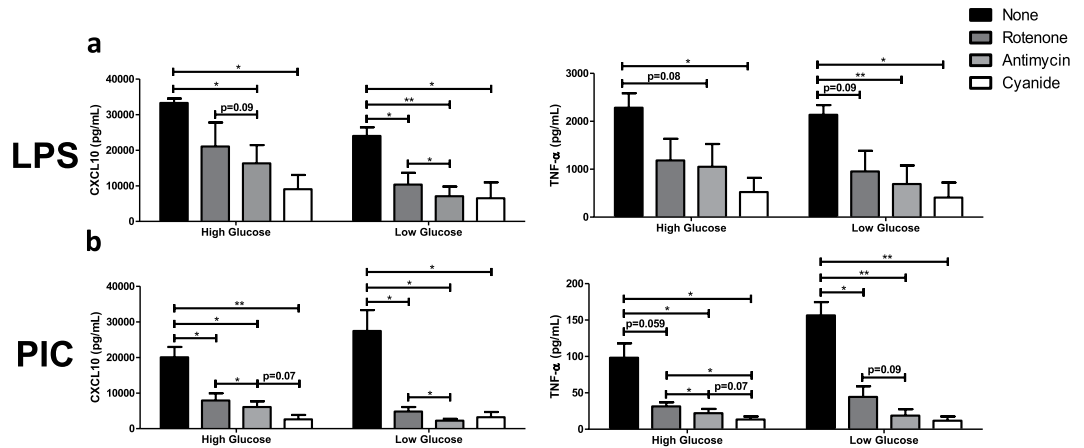 None
Rotenone
Antimycin
Cyanide
a
LPS
CXCL10 (pg/mL)
40000
30000
20000
10000
0
*
*
p=0.09
*
**
*
*
High Glucose
Low Glucose
TNF-α (pg/mL)
3000
2000
1000
0
*
p=0.08
*
**
p=0.09
High Glucose
Low Glucose
b
PIC
CXCL10 (pg/mL)
40000
30000
20000
10000
0
**
*
*
*
p=0.07
*
*
*
*
High Glucose
Low Glucose
TNF-α (pg/mL)
200
150
100
50
0
*
*
p=0.059
*
*
p=0.07
**
**
*
p=0.09
High Glucose
Low Glucose